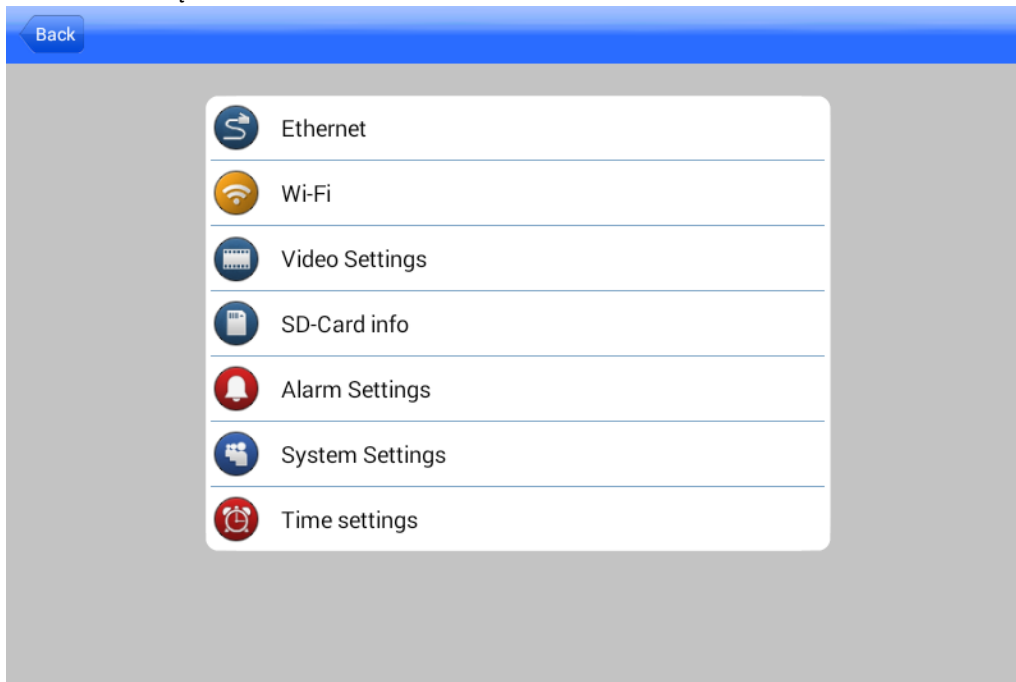 Back
Ethernet
Wi-Fi
Video Settings
SD-Card info
Alarm Settings
System Settings
Time settings